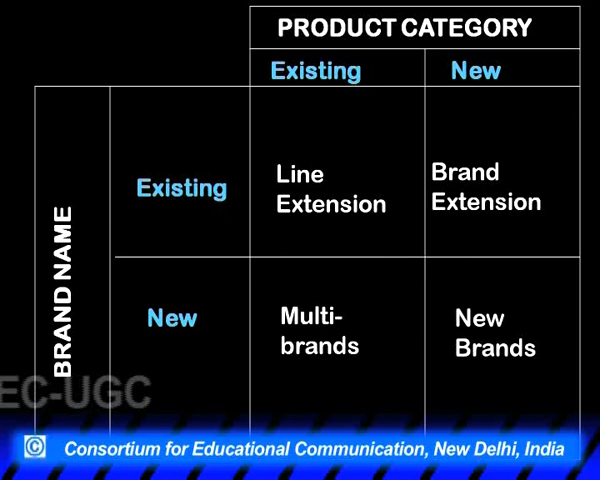 PRODUCT CATEGORY
Existing New
BRAND NAME
Existing
Line
Extension
Brand
Extension
New
Multi-
brands
New
Brands
EC-UGC
© Consortium for Educational Communication, New Delhi, India